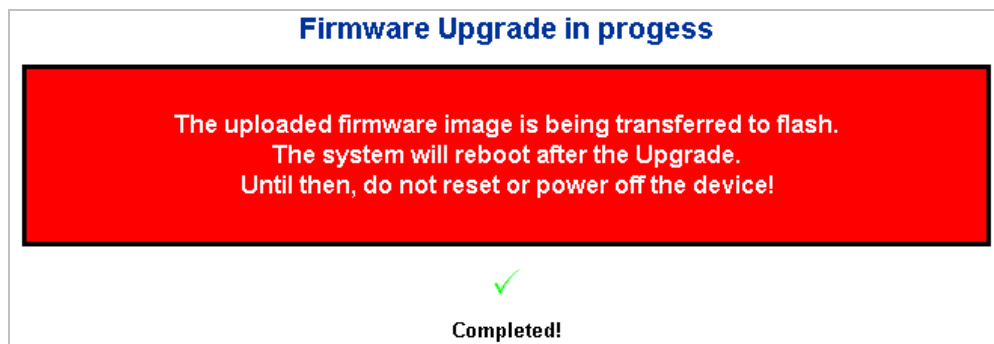 Firmware Upgrade in progess
The uploaded firmware image is being transferred to flash.
The system will reboot after the Upgrade.
Until then, do not reset or power off the device!
Completed!